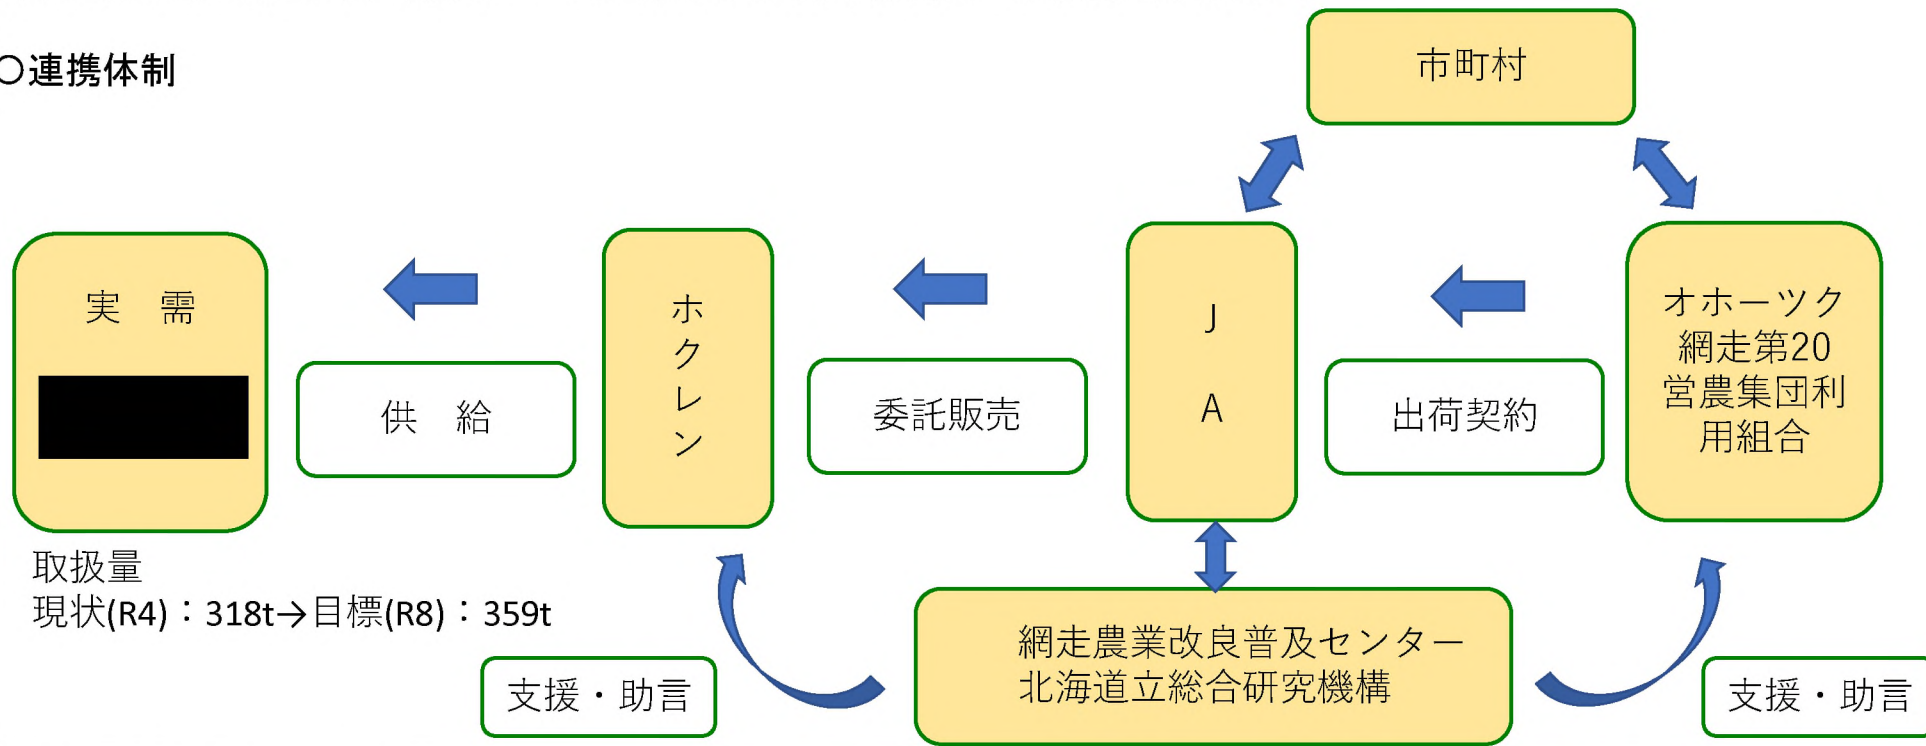 〇連携体制
市町村
実　需
供　給
ホクレン
委託販売
ＪＡ
出荷契約
オホーツク
網走第20
営農集団利
用組合
取扱量
現状(R4)：318t→目標(R8)：359t
支援・助言
網走農業改良普及センター
北海道立総合研究機構
支援・助言